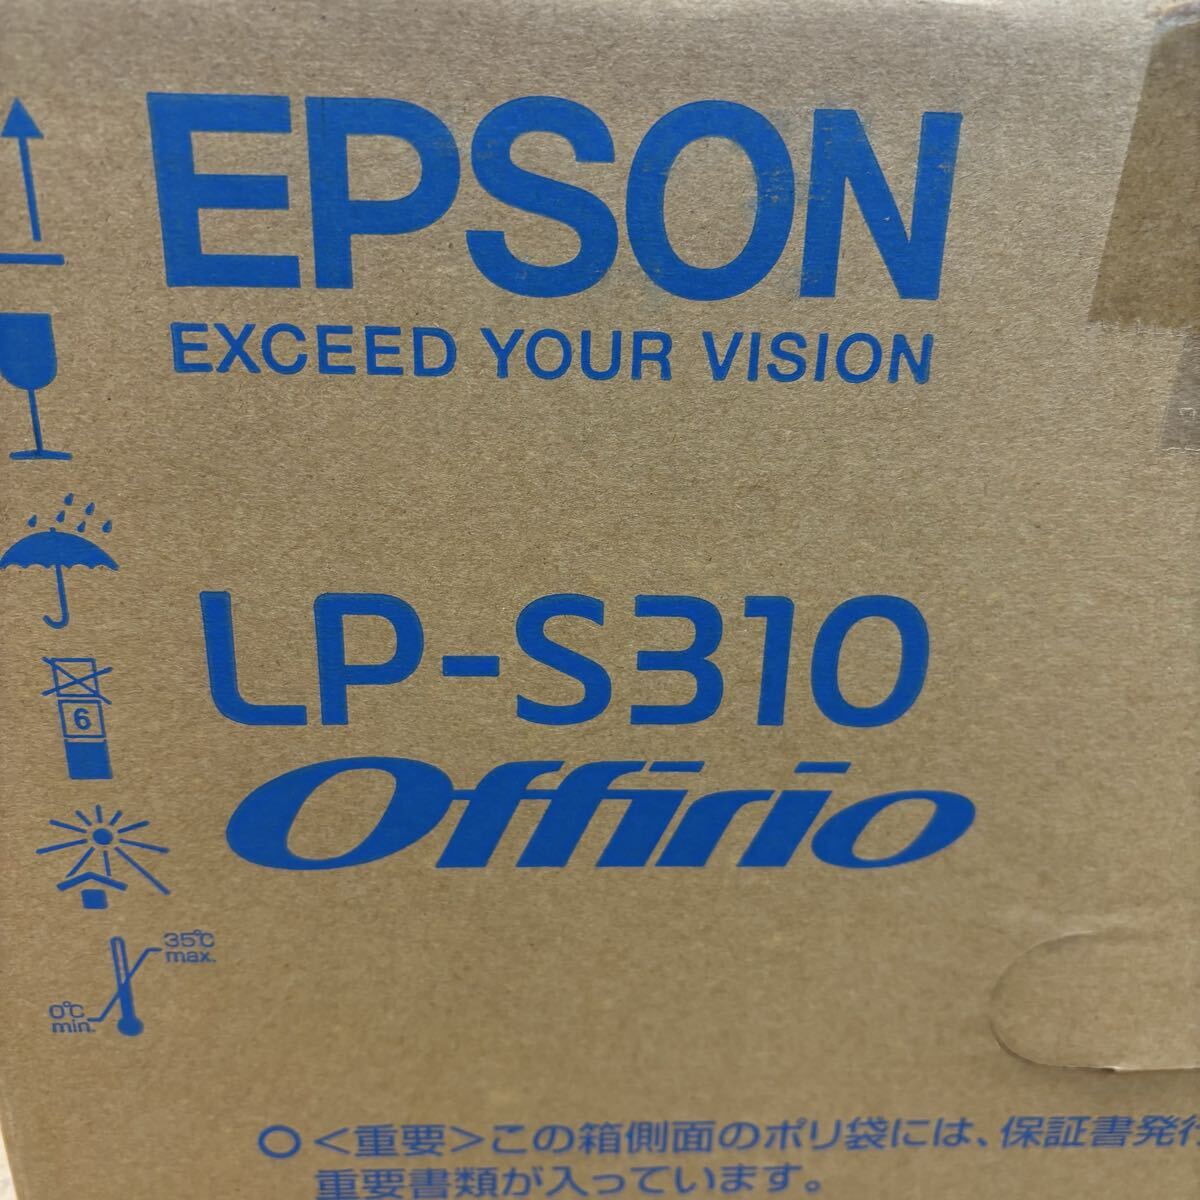 EPSON
EXCEED YOUR VISION
LP-S310
Offirio
6
35℃
max.
0℃
min.
○<重要>この箱側面のポリ袋には、保証書発行
重要書類が入っています。